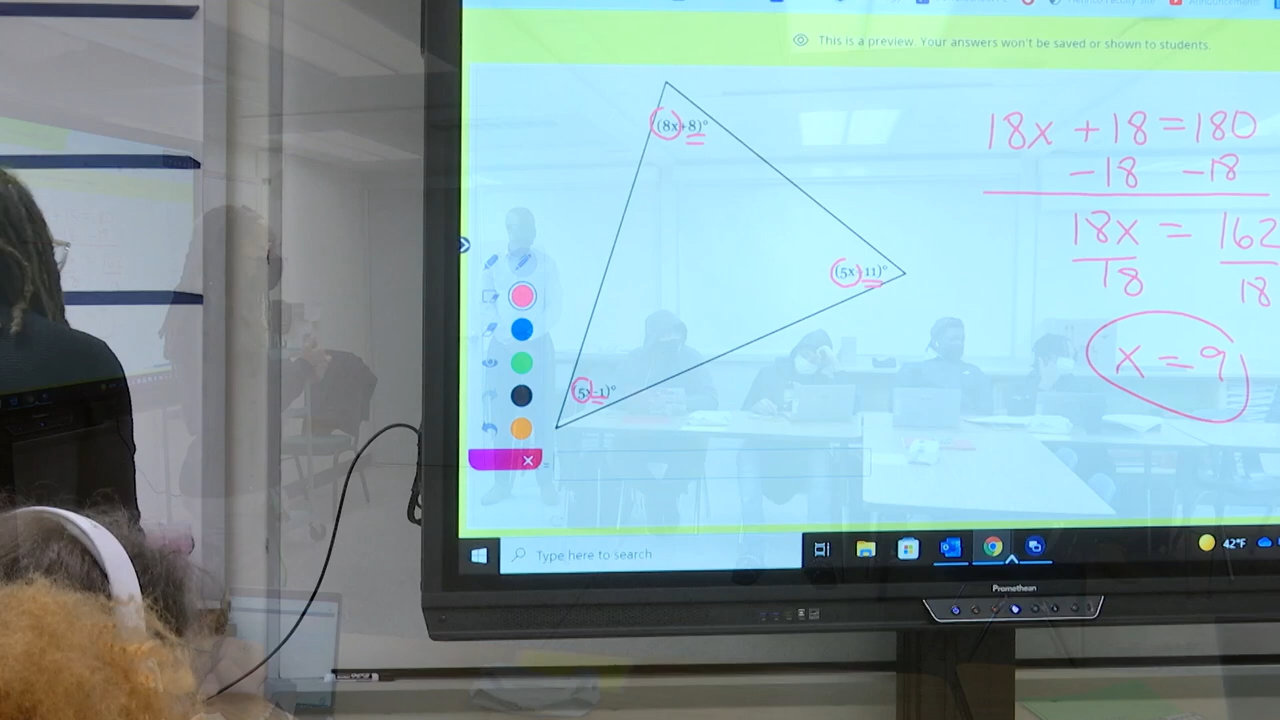 This is a preview. Your answers won't be saved or shown to students.
(8x+8)°
(5x+11)°
(5x-1)°
=
18x + 18 = 180
-18 -18
18x = 162
18 18
x = 9
Type here to search
42°F
Promethean